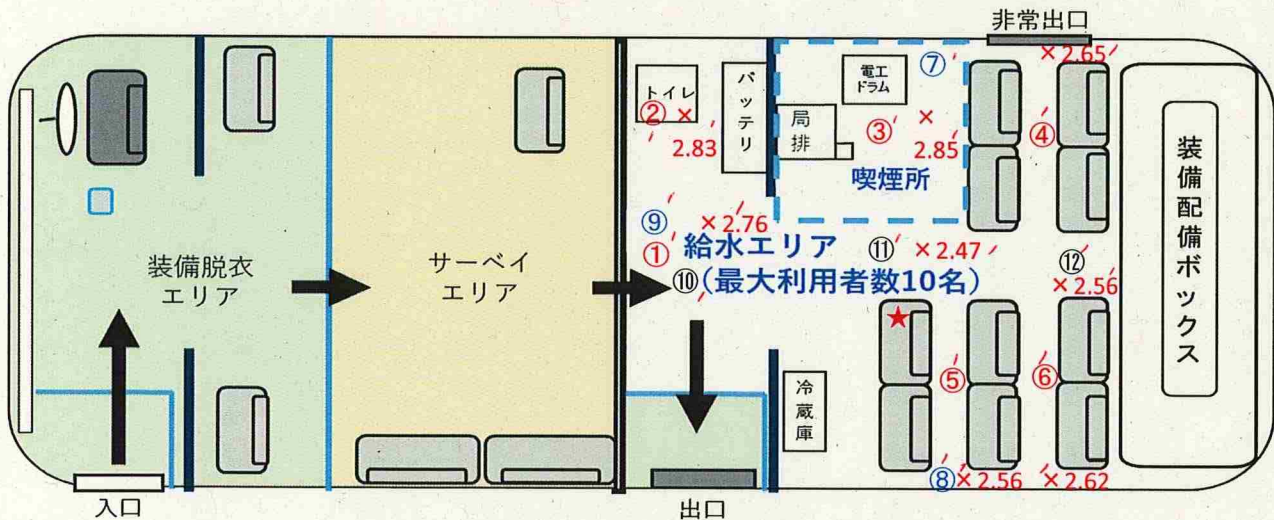 非常出口
× 2.65
⑦
電工
ドラム
トイレ
② ×
2.83
バッテリ
局排
③ ×
2.85
④
喫煙所
装備配備ボックス
⑨
× 2.76
① 給水エリア
⑪ × 2.47
⑫
⑩(最大利用者数10名)
× 2.56
装備脱衣
エリア
サーベイ
エリア
★
⑤
⑥
冷蔵庫
⑧ × 2.56
× 2.62
入口
出口